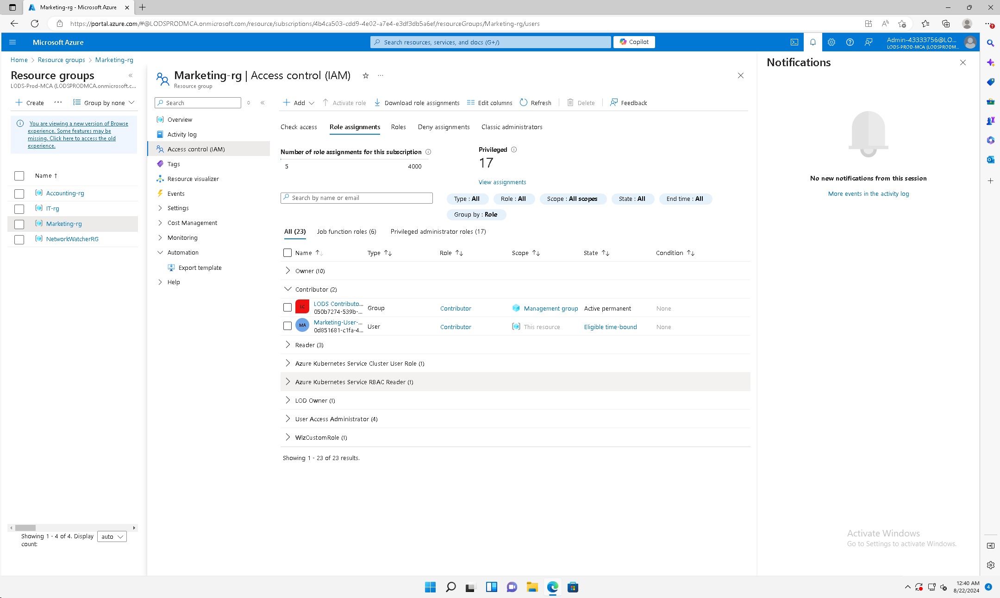 Marketing-rg - Microsoft Azure
https://portal.azure.com/#@LODSPRODMCA.onmicrosoft.com/resource/subscriptions/4b4ca503-cdd9-4e02-a7e4-e3df3db5a6ef/resourceGroups/Marketing-rg/users
Microsoft Azure
Search resources, services, and docs (G+/)
Copilot
Admin-43333756@LO...
LODS-PROD-MCA (LODSPRODM...
Home > Resource groups > Marketing-rg
Resource groups
LODS-Prod-MCA (LODSPRODMCA.onmicrosoft.c...
Create
Group by none
You are viewing a new version of Browse
experience. Some features may be
missing. Click here to access the old
experience.
Name ↑
Accounting-rg
IT-rg
Marketing-rg
NetworkWatcherRG
Showing 1 - 4 of 4. Display
count:
auto
Marketing-rg | Access control (IAM)
Resource group
Search
Overview
Activity log
Access control (IAM)
Tags
Resource visualizer
Events
Settings
Cost Management
Monitoring
Automation
Export template
Help
Add
Activate role
Download role assignments
Edit columns
Refresh
Delete
Feedback
Check access
Role assignments
Roles
Deny assignments
Classic administrators
Number of role assignments for this subscription
5
4000
Privileged
17
View assignments
Search by name or email
Type : All
Role : All
Scope : All scopes
State : All
End time : All
Group by : Role
All (23)
Job function roles (6)
Privileged administrator roles (17)
Name
Type
Role
Scope
State
Condition
Owner (10)
Contributor (2)
LC
LODS Contributo...
050b7274-539b-...
Group
Contributor
Management group
Active permanent
None
MA
Marketing-User-...
0d851681-c1fa-4...
User
Contributor
This resource
Eligible time-bound
None
Reader (3)
Azure Kubernetes Service Cluster User Role (1)
Azure Kubernetes Service RBAC Reader (1)
LOD Owner (1)
User Access Administrator (4)
WizCustomRole (1)
Showing 1 - 23 of 23 results.
Notifications
No new notifications from this session
More events in the activity log
Activate Windows
Go to Settings to activate Windows.
12:40 AM
8/22/2024
4